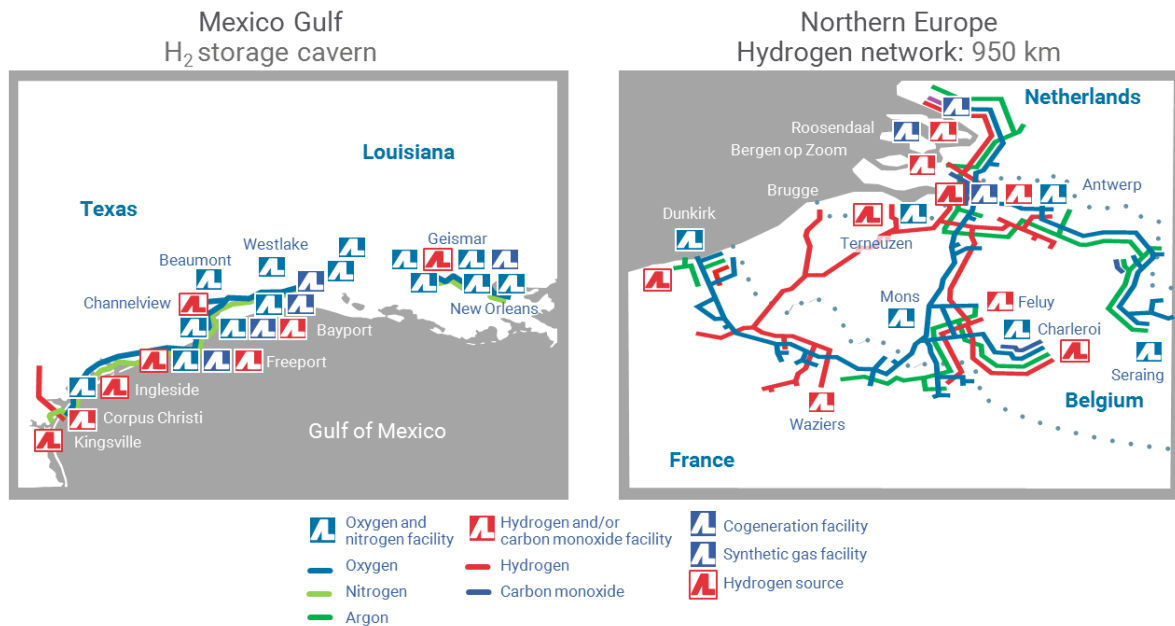 Mexico Gulf
H₂ storage cavern
Louisiana
Texas
Westlake
Beaumont
Geismar
Channelview
New Orleans
Bayport
Freeport
Ingleside
Corpus Christi
Gulf of Mexico
Kingsville
Northern Europe
Hydrogen network: 950 km
Netherlands
Roosendaal
Bergen op Zoom
Brugge
Antwerp
Dunkirk
Terneuzen
Mons
Feluy
Charleroi
Seraing
Belgium
Waziers
France
Oxygen and
nitrogen facility
Oxygen
Nitrogen
Argon
Hydrogen and/or
carbon monoxide facility
Hydrogen
Carbon monoxide
Cogeneration facility
Synthetic gas facility
Hydrogen source